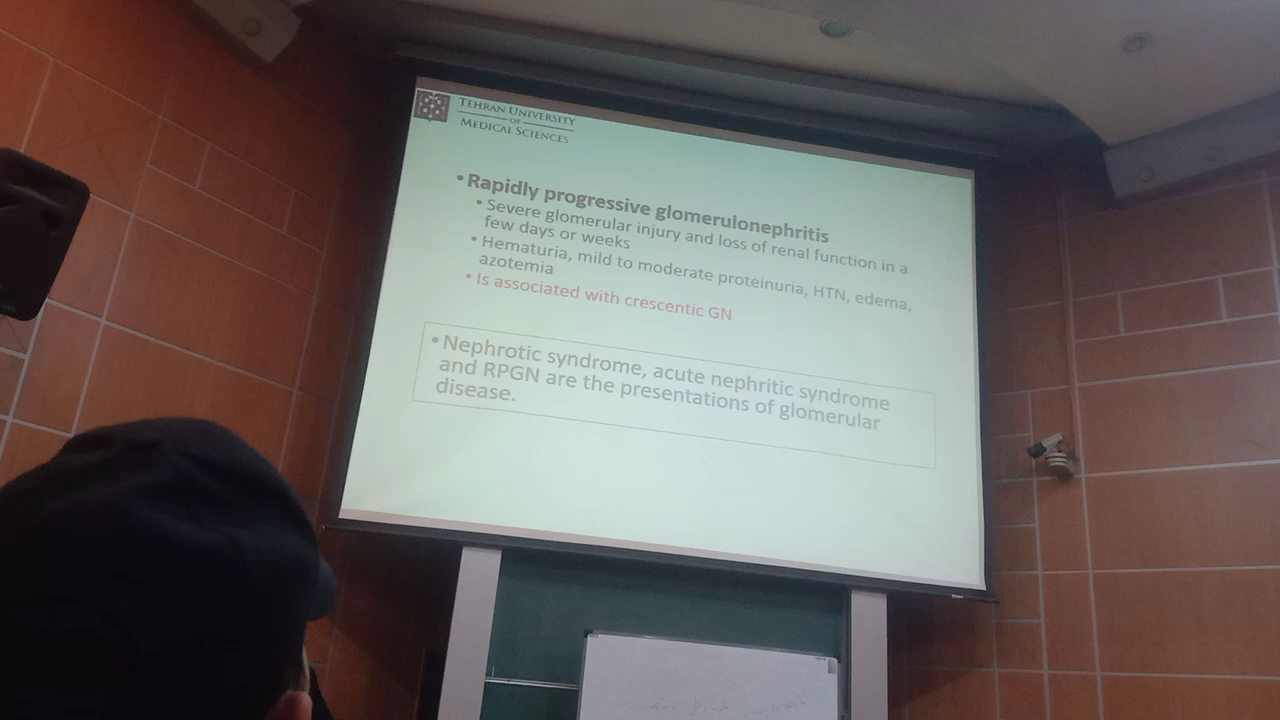 TEHRAN UNIVERSITY
OF
MEDICAL SCIENCES
• Rapidly progressive glomerulonephritis
• Severe glomerular injury and loss of renal function in a
few days or weeks
• Hematuria, mild to moderate proteinuria, HTN, edema,
azotemia
• Is associated with crescentic GN
• Nephrotic syndrome, acute nephritic syndrome
and RPGN are the presentations of glomerular
disease.